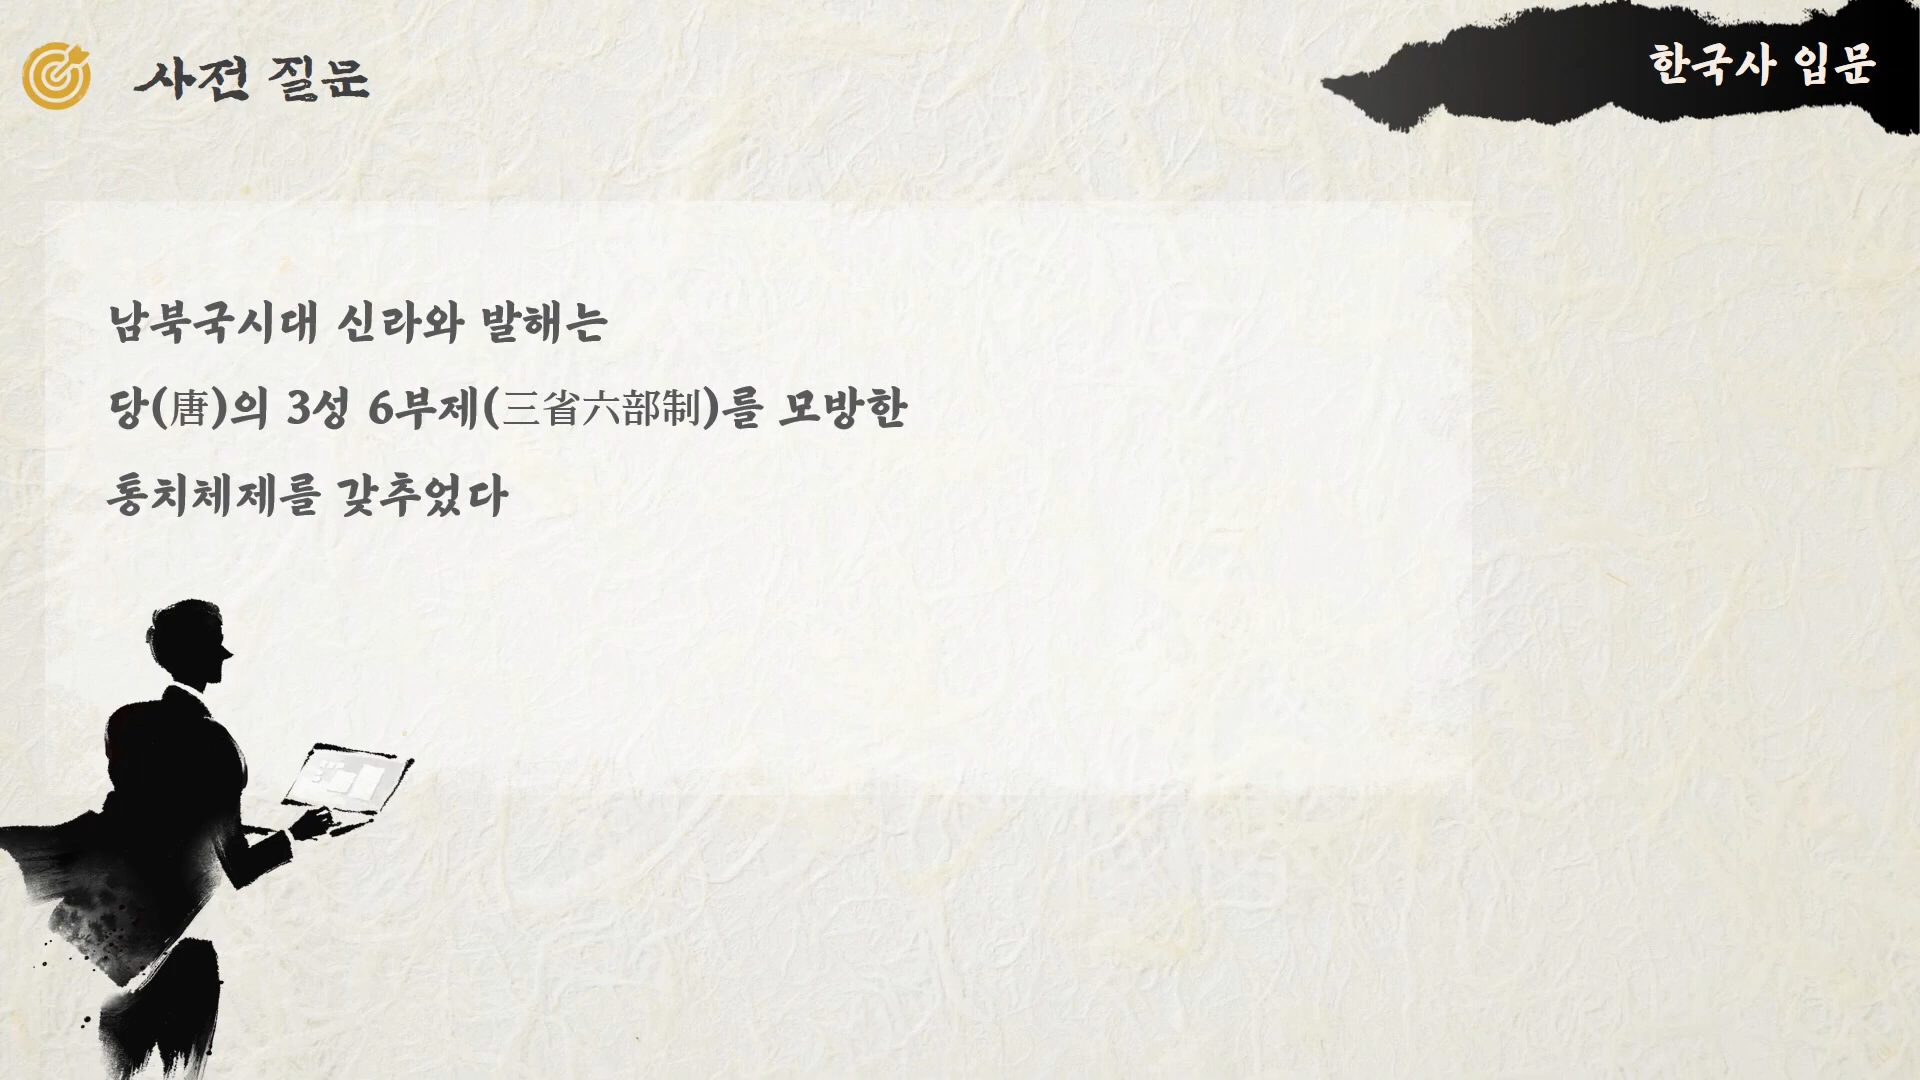 사전 질문
한국사 입문
남북국시대 신라와 발해는
당(唐)의 3성 6부제(三省六部制)를 모방한
통치체제를 갖추었다